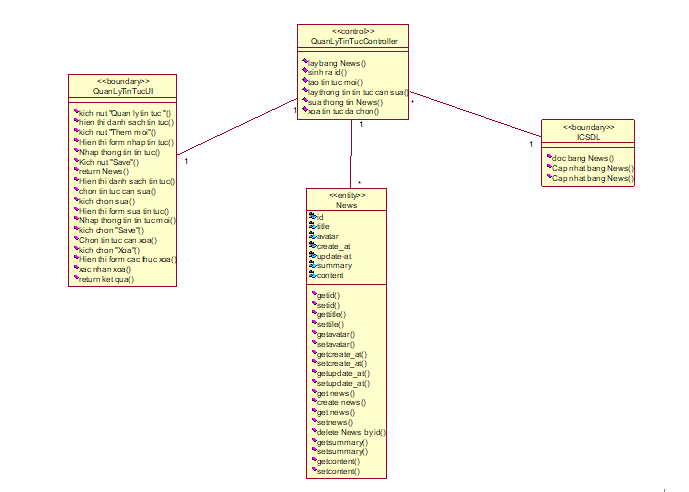 <<control>>
QuanLyTinTucController
lay bang News()
sinh ra id()
tao tin tuc moi()
lay thong tin tin tuc can sua()
sua thong tin News()
xoa tin tuc da chon()
<<boundary>>
QuanLyTinTucUI
kich nut "Quan ly tin tuc "()
hien thi danh sach tin tuc()
kich nut "Them moi"()
Hien thi form nhap tin tuc()
Nhap thong tin tin tuc()
Kich nut "Save"()
return News()
Hien thi danh sach tin tuc()
chon tin tuc can sua()
kich chon sua()
Hien thi form sua tin tuc()
Nhap thong tin tin tuc moi()
kich chon "Save"()
Chon tin tuc can xoa()
kich chon "Xoa"()
Hien thi form cac thuc xoa()
xac nhan xoa()
return ket qua()
1
1
1
*
*
1
<<boundary>>
ICSDL
doc bang News()
Cap nhat bang News()
Cap nhat bang News()
<<entity>>
News
id
title
avatar
create_at
update-at
summary
content
getid()
setid()
gettitle()
settile()
getavatar()
setavatar()
getcreate_at()
setcreate_at()
getupdate_at()
setupdate_at()
get news()
create news()
get news()
setnews()
delete News by id()
getsummary()
setsummary()
getcontent()
setcontent()